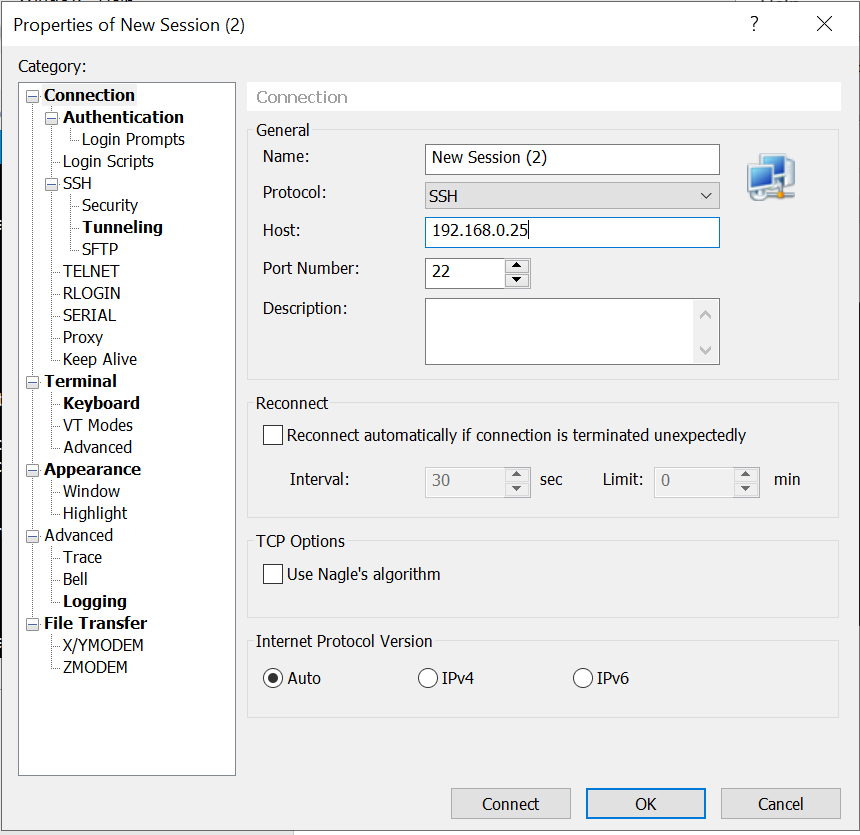 Properties of New Session (2)
?
Category:
Connection
Authentication
Login Prompts
Login Scripts
SSH
Security
Tunneling
SFTP
TELNET
RLOGIN
SERIAL
Proxy
Keep Alive
Terminal
Keyboard
VT Modes
Advanced
Appearance
Window
Highlight
Advanced
Trace
Bell
Logging
File Transfer
X/YMODEM
ZMODEM
Connection
General
Name: New Session (2)
Protocol: SSH
Host: 192.168.0.25
Port Number: 22
Description:
Reconnect
Reconnect automatically if connection is terminated unexpectedly
Interval: 30 sec Limit: 0 min
TCP Options
Use Nagle's algorithm
Internet Protocol Version
Auto IPv4 IPv6
Connect OK Cancel